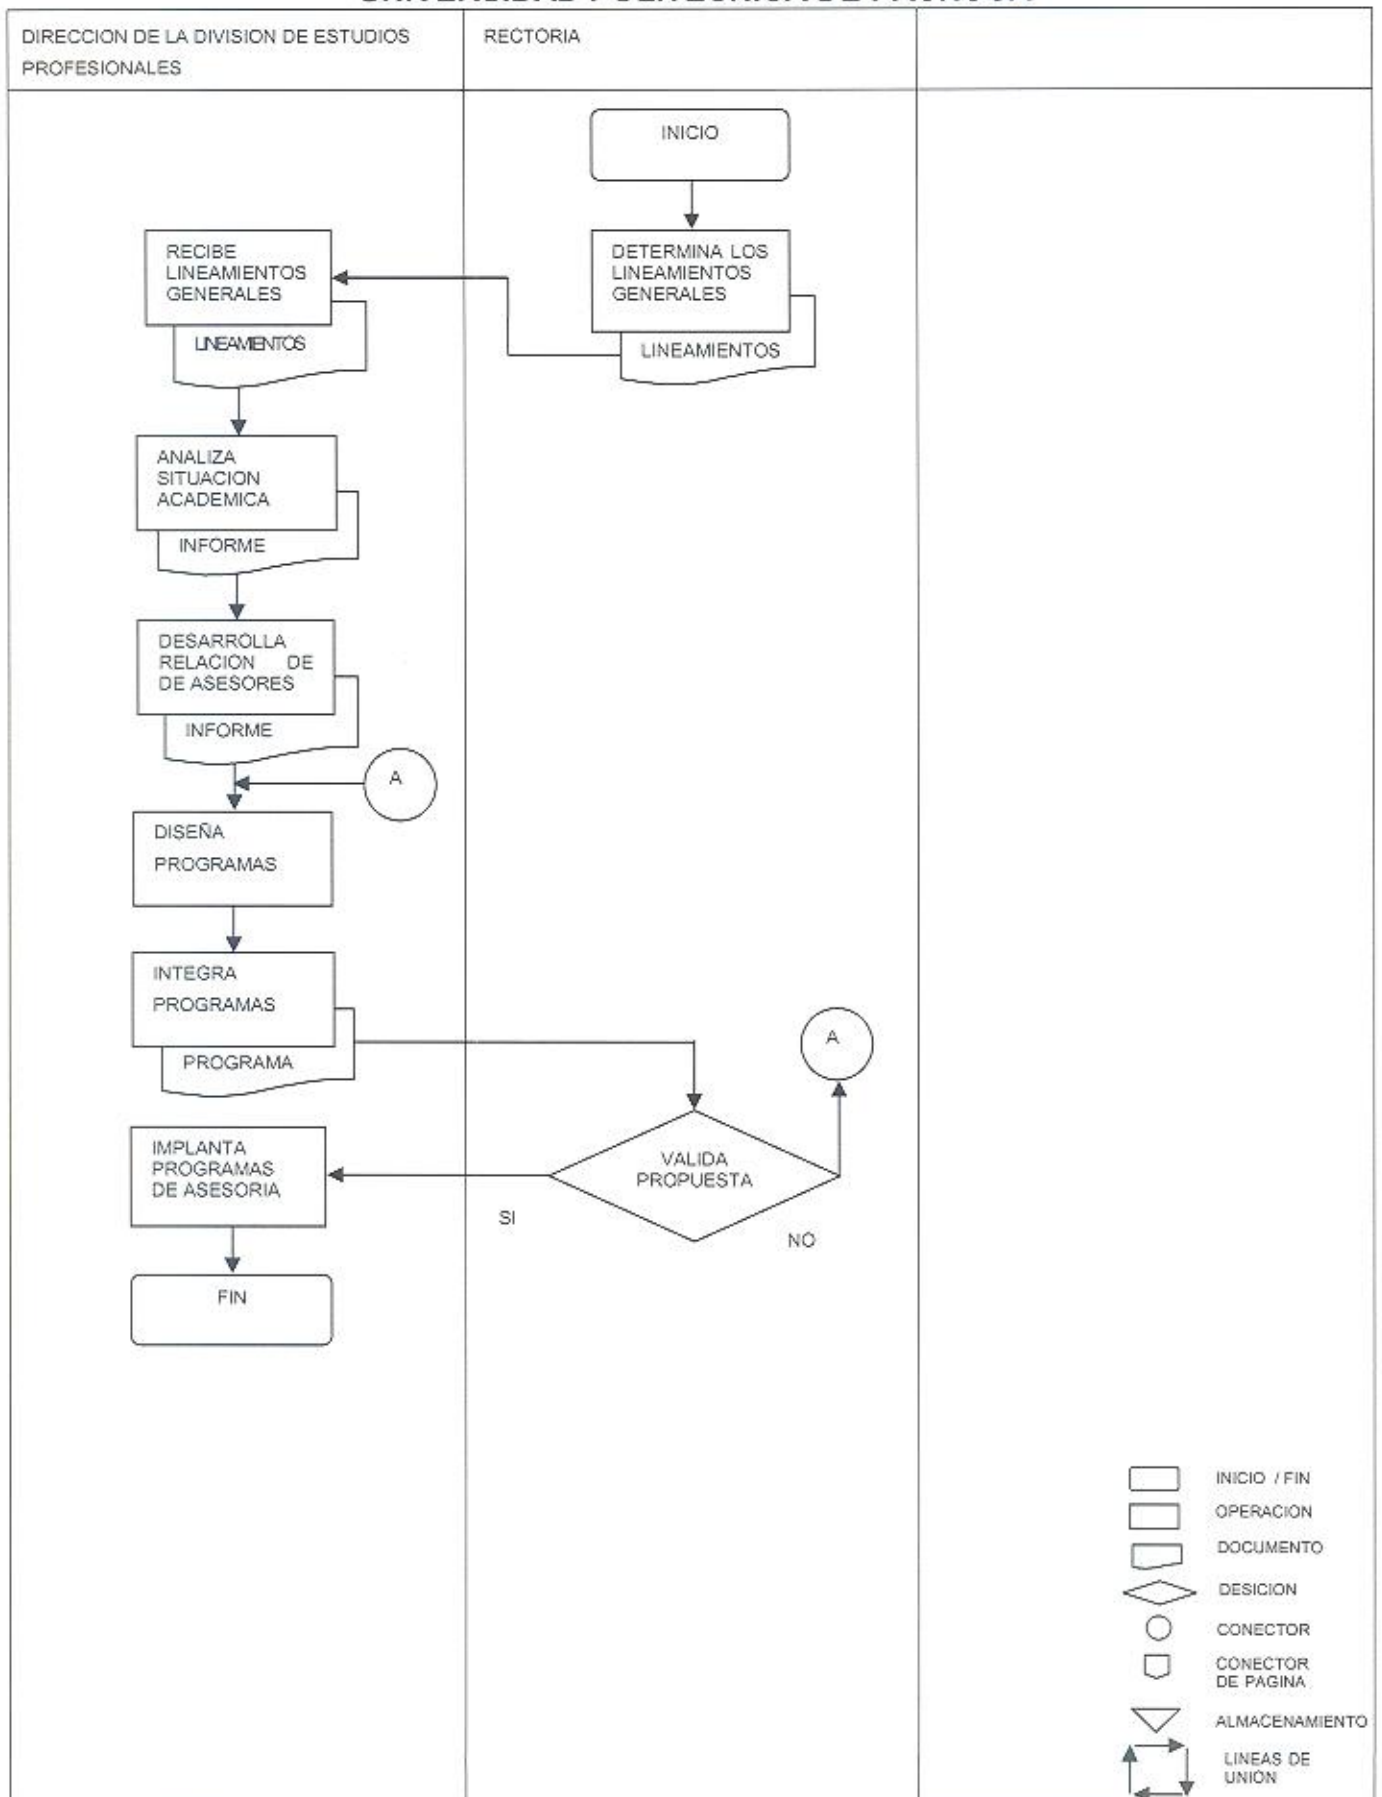 DIRECCION DE LA DIVISION DE ESTUDIOS
PROFESIONALES
RECTORIA
INICIO
RECIBE
LINEAMIENTOS
GENERALES
LINEAMIENTOS
DETERMINA LOS
LINEAMIENTOS
GENERALES
LINEAMIENTOS
ANALIZA
SITUACION
ACADEMICA
INFORME
DESARROLLA
RELACION DE
DE ASESORES
INFORME
A
DISEÑA
PROGRAMAS
INTEGRA
PROGRAMAS
PROGRAMA
A
IMPLANTA
PROGRAMAS
DE ASESORIA
VALIDA
PROPUESTA
SI
NO
FIN
INICIO / FIN
OPERACION
DOCUMENTO
DESICION
CONECTOR
CONECTOR
DE PAGINA
ALMACENAMIENTO
LINEAS DE
UNION